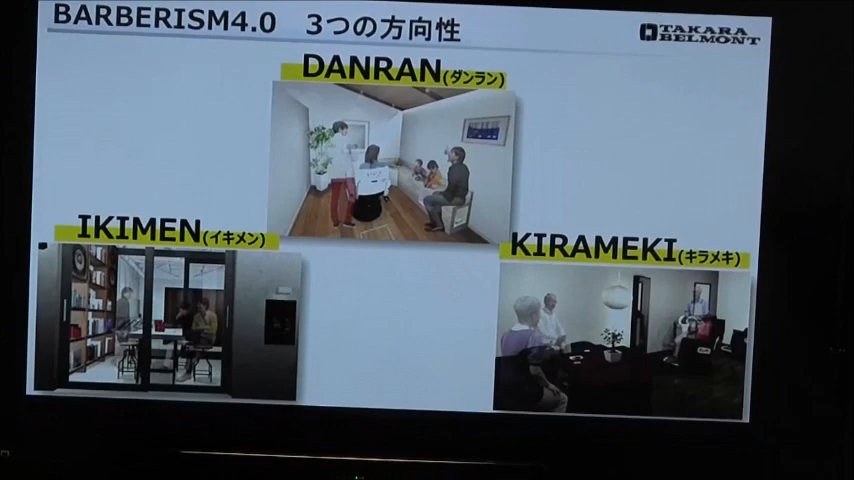 BARBERISM4.0 3つの方向性
TAKARA
BELMONT
DANRAN(ダンラン)
IKIMEN(イキメン)
KIRAMEKI(キラメキ)